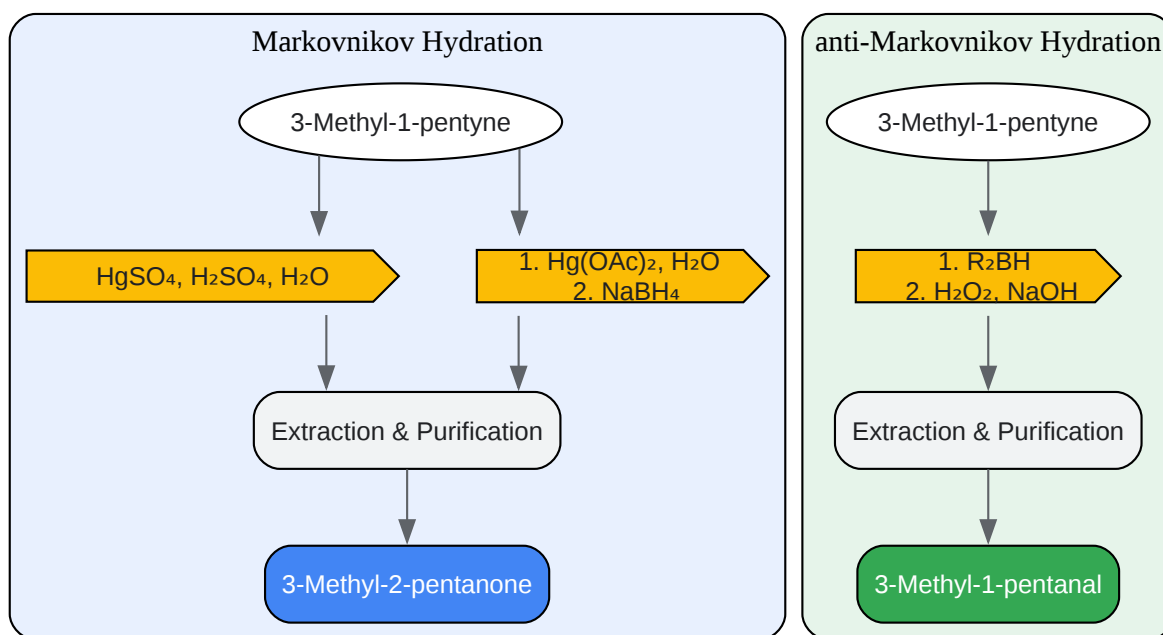 Markovnikov Hydration
3-Methyl-1-pentyne
HgSO₄, H₂SO₄, H₂O
1. Hg(OAc)₂, H₂O
2. NaBH₄
Extraction & Purification
3-Methyl-2-pentanone
anti-Markovnikov Hydration
3-Methyl-1-pentyne
1. R₂BH
2. H₂O₂, NaOH
Extraction & Purification
3-Methyl-1-pentanal